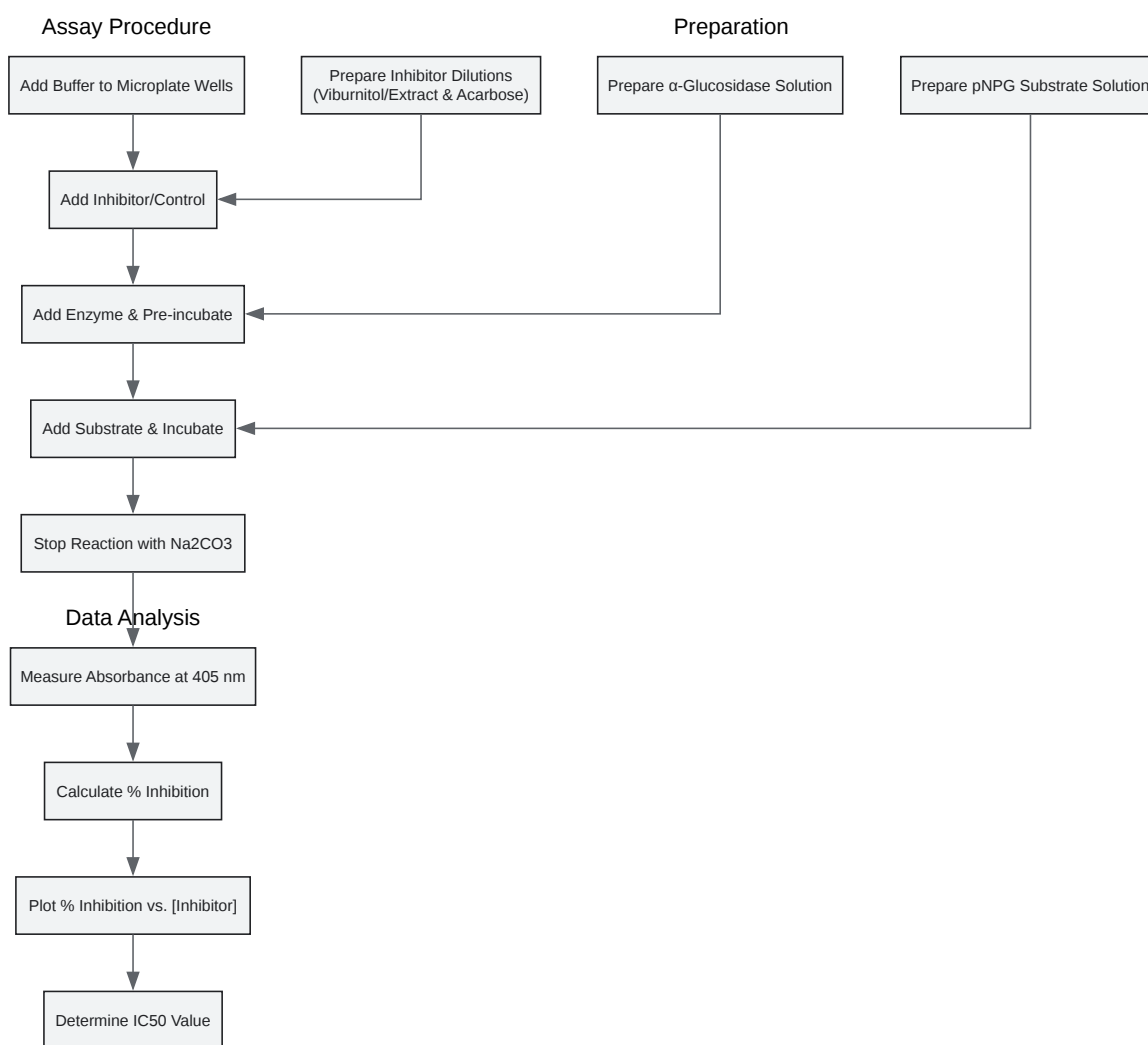 Assay Procedure
Preparation
Add Buffer to Microplate Wells
Prepare Inhibitor Dilutions
(Viburnitol/Extract & Acarbose)
Prepare α-Glucosidase Solution
Prepare pNPG Substrate Solution
Add Inhibitor/Control
Add Enzyme & Pre-incubate
Add Substrate & Incubate
Stop Reaction with Na2CO3
Data Analysis
Measure Absorbance at 405 nm
Calculate % Inhibition
Plot % Inhibition vs. [Inhibitor]
Determine IC50 Value